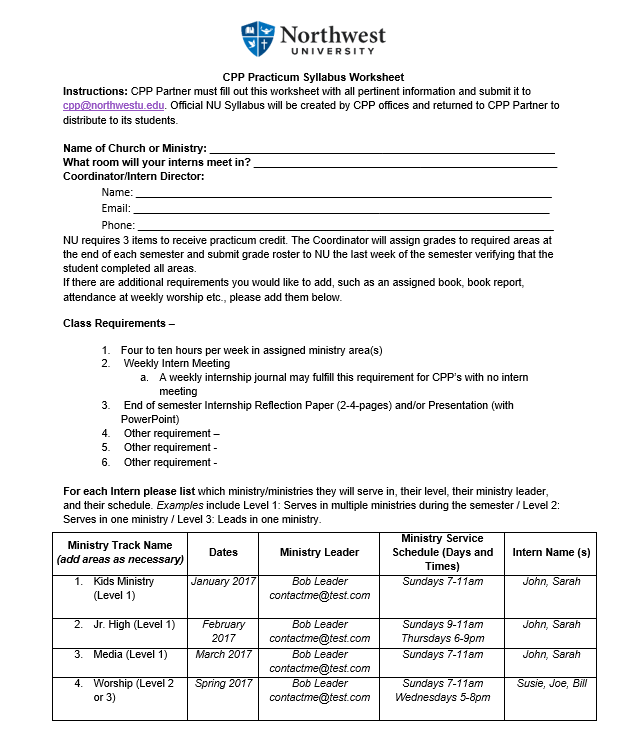 Northwest
UNIVERSITY
CPP Practicum Syllabus Worksheet
Instructions: CPP Partner must fill out this worksheet with all pertinent information and submit it to
cpp@northwestu.edu. Official NU Syllabus will be created by CPP offices and returned to CPP Partner to
distribute to its students.
Name of Church or Ministry:
What room will your interns meet in?
Coordinator/Intern Director:
Name:
Email:
Phone:
NU requires 3 items to receive practicum credit. The Coordinator will assign grades to required areas at
the end of each semester and submit grade roster to NU the last week of the semester verifying that the
student completed all areas.
If there are additional requirements you would like to add, such as an assigned book, book report,
attendance at weekly worship etc., please add them below.
Class Requirements –
1. Four to ten hours per week in assigned ministry area(s)
2. Weekly Intern Meeting
a. A weekly internship journal may fulfill this requirement for CPP's with no intern
meeting
3. End of semester Internship Reflection Paper (2-4-pages) and/or Presentation (with
PowerPoint)
4. Other requirement –
5. Other requirement -
6. Other requirement -
For each Intern please list which ministry/ministries they will serve in, their level, their ministry leader,
and their schedule. Examples include Level 1: Serves in multiple ministries during the semester / Level 2:
Serves in one ministry / Level 3: Leads in one ministry.
Ministry Track Name
(add areas as necessary)
Dates
Ministry Leader
Ministry Service
Schedule (Days and
Times)
Intern Name (s)
1. Kids Ministry
(Level 1)
January 2017
Bob Leader
contactme@test.com
Sundays 7-11am
John, Sarah
2. Jr. High (Level 1)
February
2017
Bob Leader
contactme@test.com
Sundays 9-11am
Thursdays 6-9pm
John, Sarah
3. Media (Level 1)
March 2017
Bob Leader
contactme@test.com
Sundays 7-11am
John, Sarah
4. Worship (Level 2
or 3)
Spring 2017
Bob Leader
contactme@test.com
Sundays 7-11am
Wednesdays 5-8pm
Susie, Joe, Bill